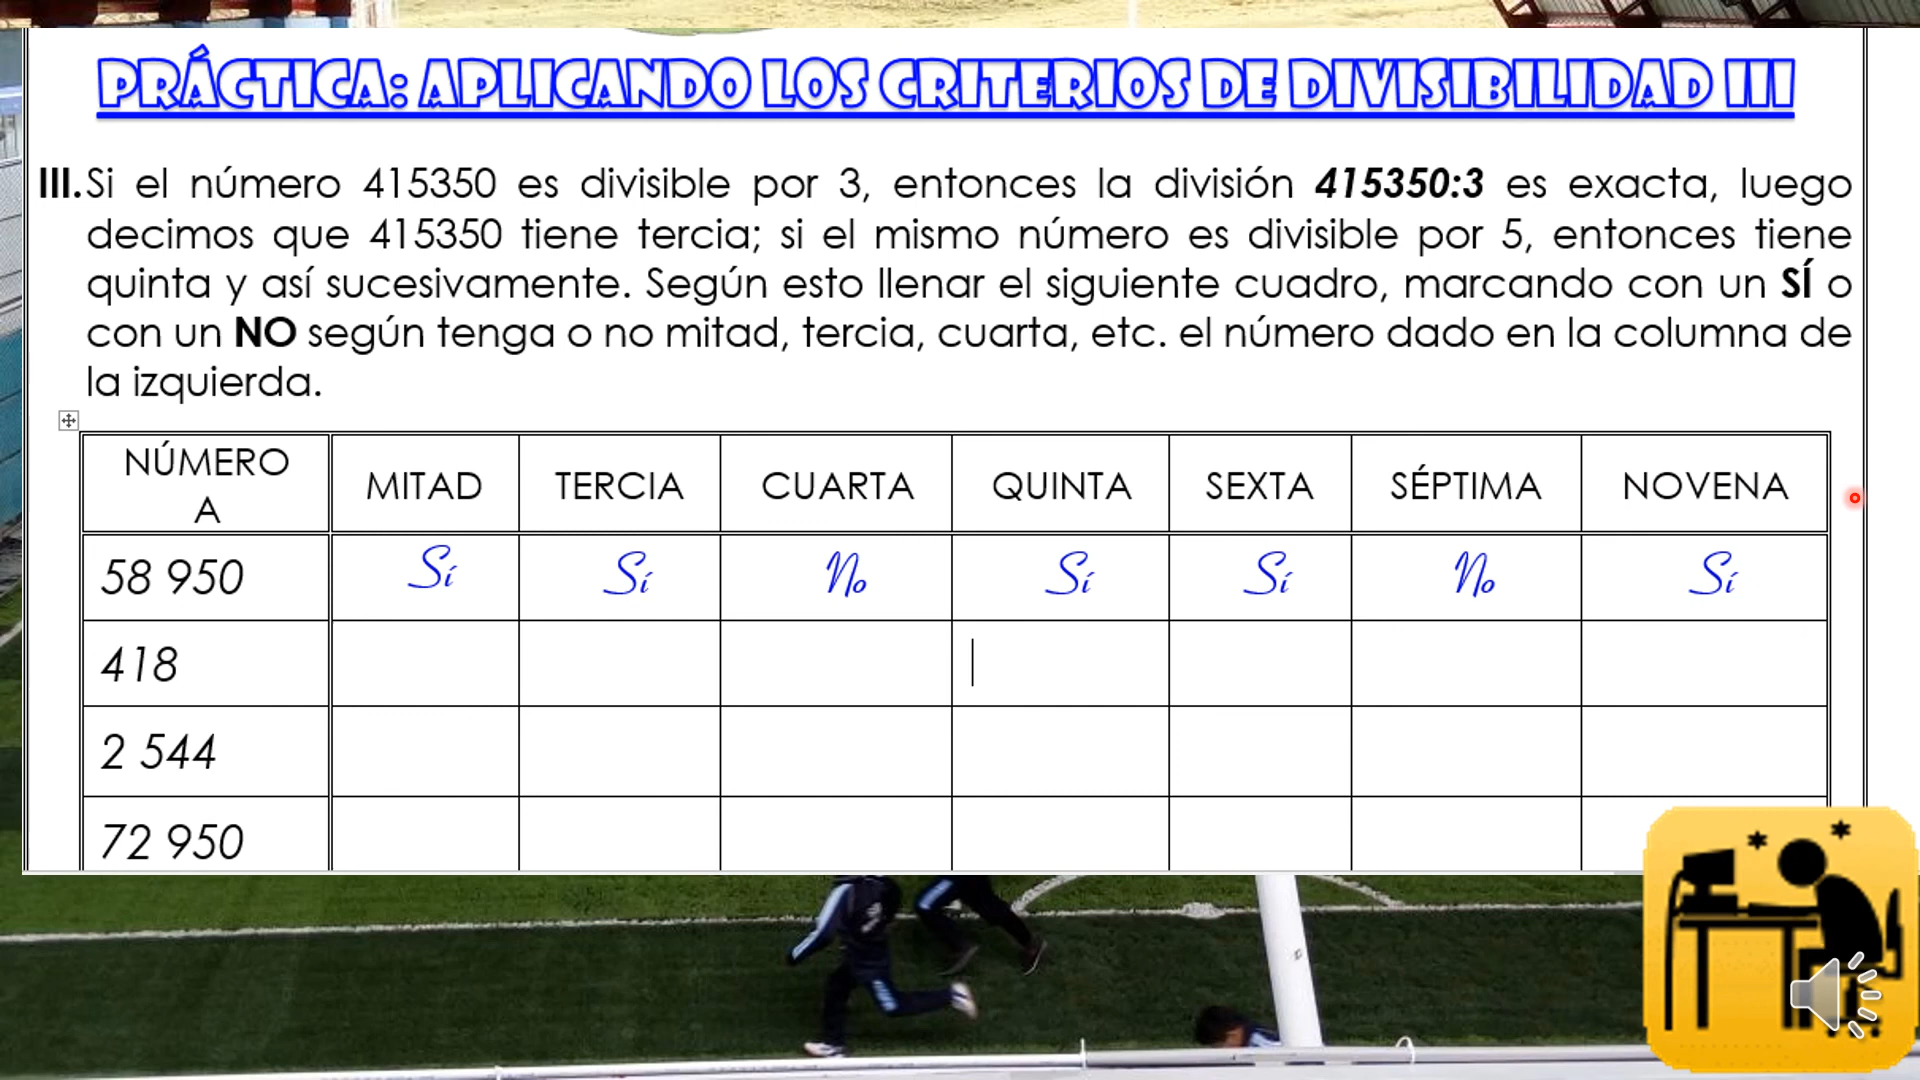 PRÁCTICA: APLICANDO LOS CRITERIOS DE DIVISIBILIDAD III
III. Si el número 415350 es divisible por 3, entonces la división 415350:3 es exacta, luego
decimos que 415350 tiene tercia; si el mismo número es divisible por 5, entonces tiene
quinta y así sucesivamente. Según esto llenar el siguiente cuadro, marcando con un SÍ o
con un NO según tenga o no mitad, tercia, cuarta, etc. el número dado en la columna de
la izquierda.
NÚMERO
A
MITAD TERCIA CUARTA QUINTA SEXTA SÉPTIMA NOVENA
58 950 Sí Sí No Sí Sí No Sí
418
2 544
72 950